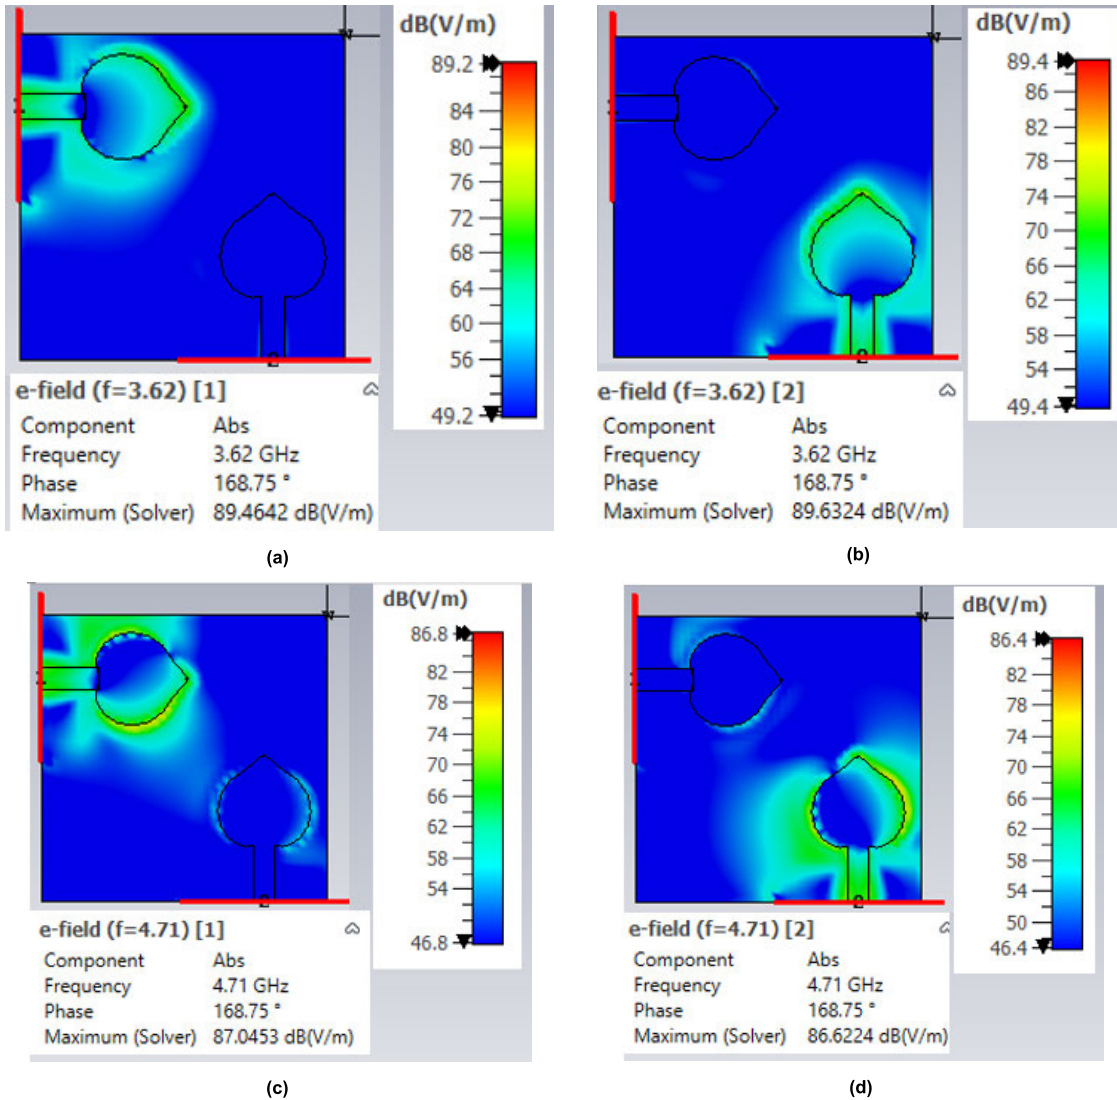 dB(V/m)
89.2
84
80
76
72
68
64
60
56
49.2
2
e-field (f=3.62) [1]
Component Abs
Frequency 3.62 GHz
Phase 168.75 °
Maximum (Solver) 89.4642 dB(V/m)
(a)
dB(V/m)
89.4
86
82
78
74
70
66
62
58
54
49.4
2
e-field (f=3.62) [2]
Component Abs
Frequency 3.62 GHz
Phase 168.75 °
Maximum (Solver) 89.6324 dB(V/m)
(b)
dB(V/m)
86.8
82
78
74
70
66
62
58
54
46.8
2
e-field (f=4.71) [1]
Component Abs
Frequency 4.71 GHz
Phase 168.75 °
Maximum (Solver) 87.0453 dB(V/m)
(c)
dB(V/m)
86.4
82
78
74
70
66
62
58
54
50
46.4
2
e-field (f=4.71) [2]
Component Abs
Frequency 4.71 GHz
Phase 168.75 °
Maximum (Solver) 86.6224 dB(V/m)
(d)